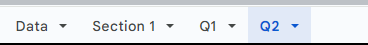 Data Section 1 Q1 Q2